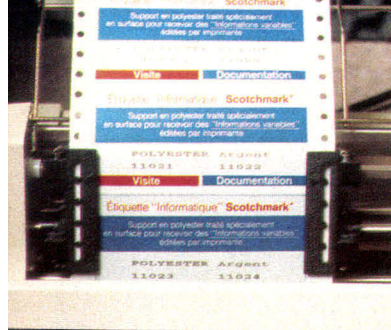 Scotchmark
Support en polyester traité spécialement
en surface pour recevoir des "Informations variables"
éditées par imprimante
Visite Documentation
Étiquette "Informatique" Scotchmark*
Support en polyester traité spécialement
en surface pour recevoir des "Informations variables"
éditées par imprimante
POLYESTER Argent
11021 11022
Visite Documentation
Étiquette "Informatique" Scotchmark*
Support en polyester traité spécialement
en surface pour recevoir des "Informations variables"
éditées par imprimante
POLYESTER Argent
11023 11024